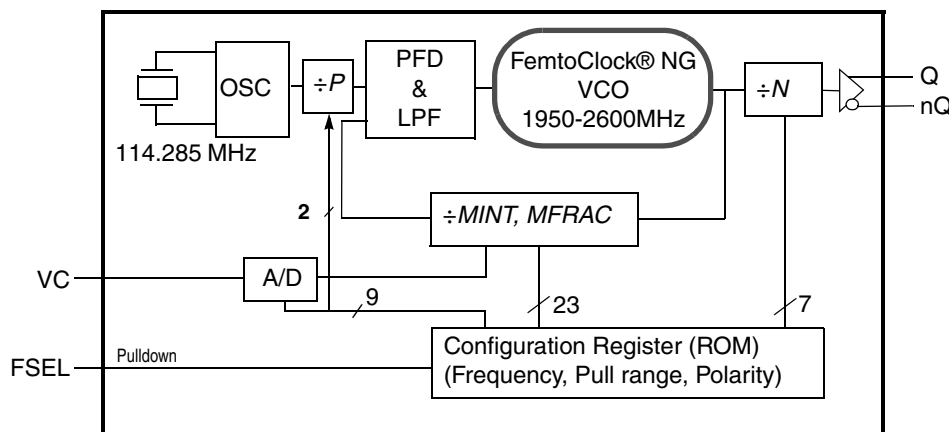 OSC
÷P
PFD
&
LPF
FemtoClock® NG
VCO
1950-2600MHz
÷N
Q
nQ
114.285 MHz
2
÷MINT, MFRAC
VC
A/D
9
23
7
FSEL
Pulldown
Configuration Register (ROM)
(Frequency, Pull range, Polarity)